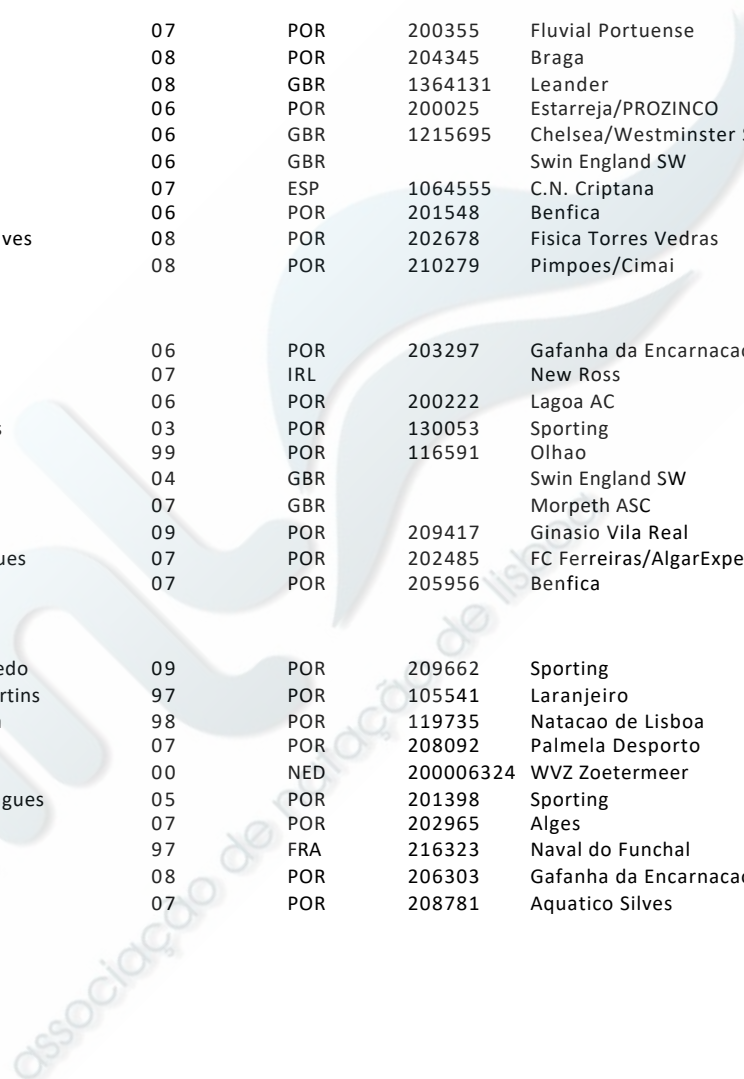 07 POR 200355 Fluvial Portuense
08 POR 204345 Braga
08 GBR 1364131 Leander
06 POR 200025 Estarreja/PROZINCO
06 GBR 1215695 Chelsea/Westminster
06 GBR Swin England SW
07 ESP 1064555 C.N. Criptana
06 POR 201548 Benfica
ves 08 POR 202678 Fisica Torres Vedras
08 POR 210279 Pimpoes/Cimai
06 POR 203297 Gafanha da Encarnaca
07 IRL New Ross
06 POR 200222 Lagoa AC
s 03 POR 130053 Sporting
99 POR 116591 Olhao
04 GBR Swin England SW
07 GBR Morpeth ASC
09 POR 209417 Ginasio Vila Real
ues 07 POR 202485 FC Ferreiras/AlgarExpe
07 POR 205956 Benfica
edo 09 POR 209662 Sporting
rtins 97 POR 105541 Laranjeiro
98 POR 119735 Natacao de Lisboa
07 POR 208092 Palmela Desporto
00 NED 200006324 WVZ Zoetermeer
gues 05 POR 201398 Sporting
07 POR 202965 Alges
97 FRA 216323 Naval do Funchal
08 POR 206303 Gafanha da Encarnaca
07 POR 208781 Aquatico Silves
associação de natação de lisboa